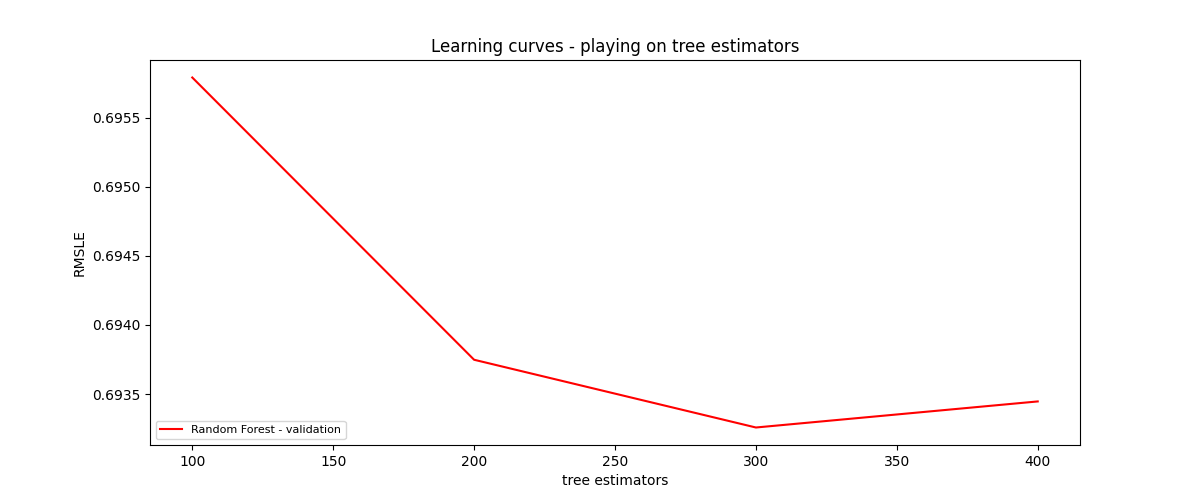 Learning curves - playing on tree estimators
RMSLE
0.6955
0.6950
0.6945
0.6940
0.6935
Random Forest - validation
100 150 200 250 300 350 400
tree estimators